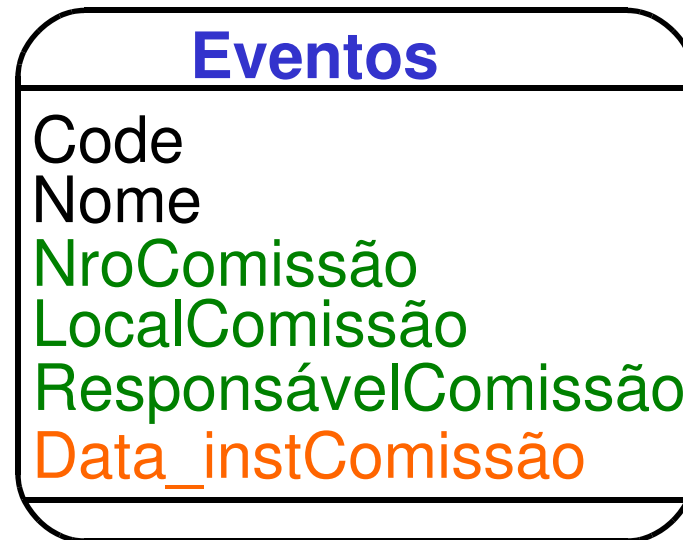 Eventos
Code
Nome
NroComissão
LocalComissão
ResponsávelComissão
Data_instComissão